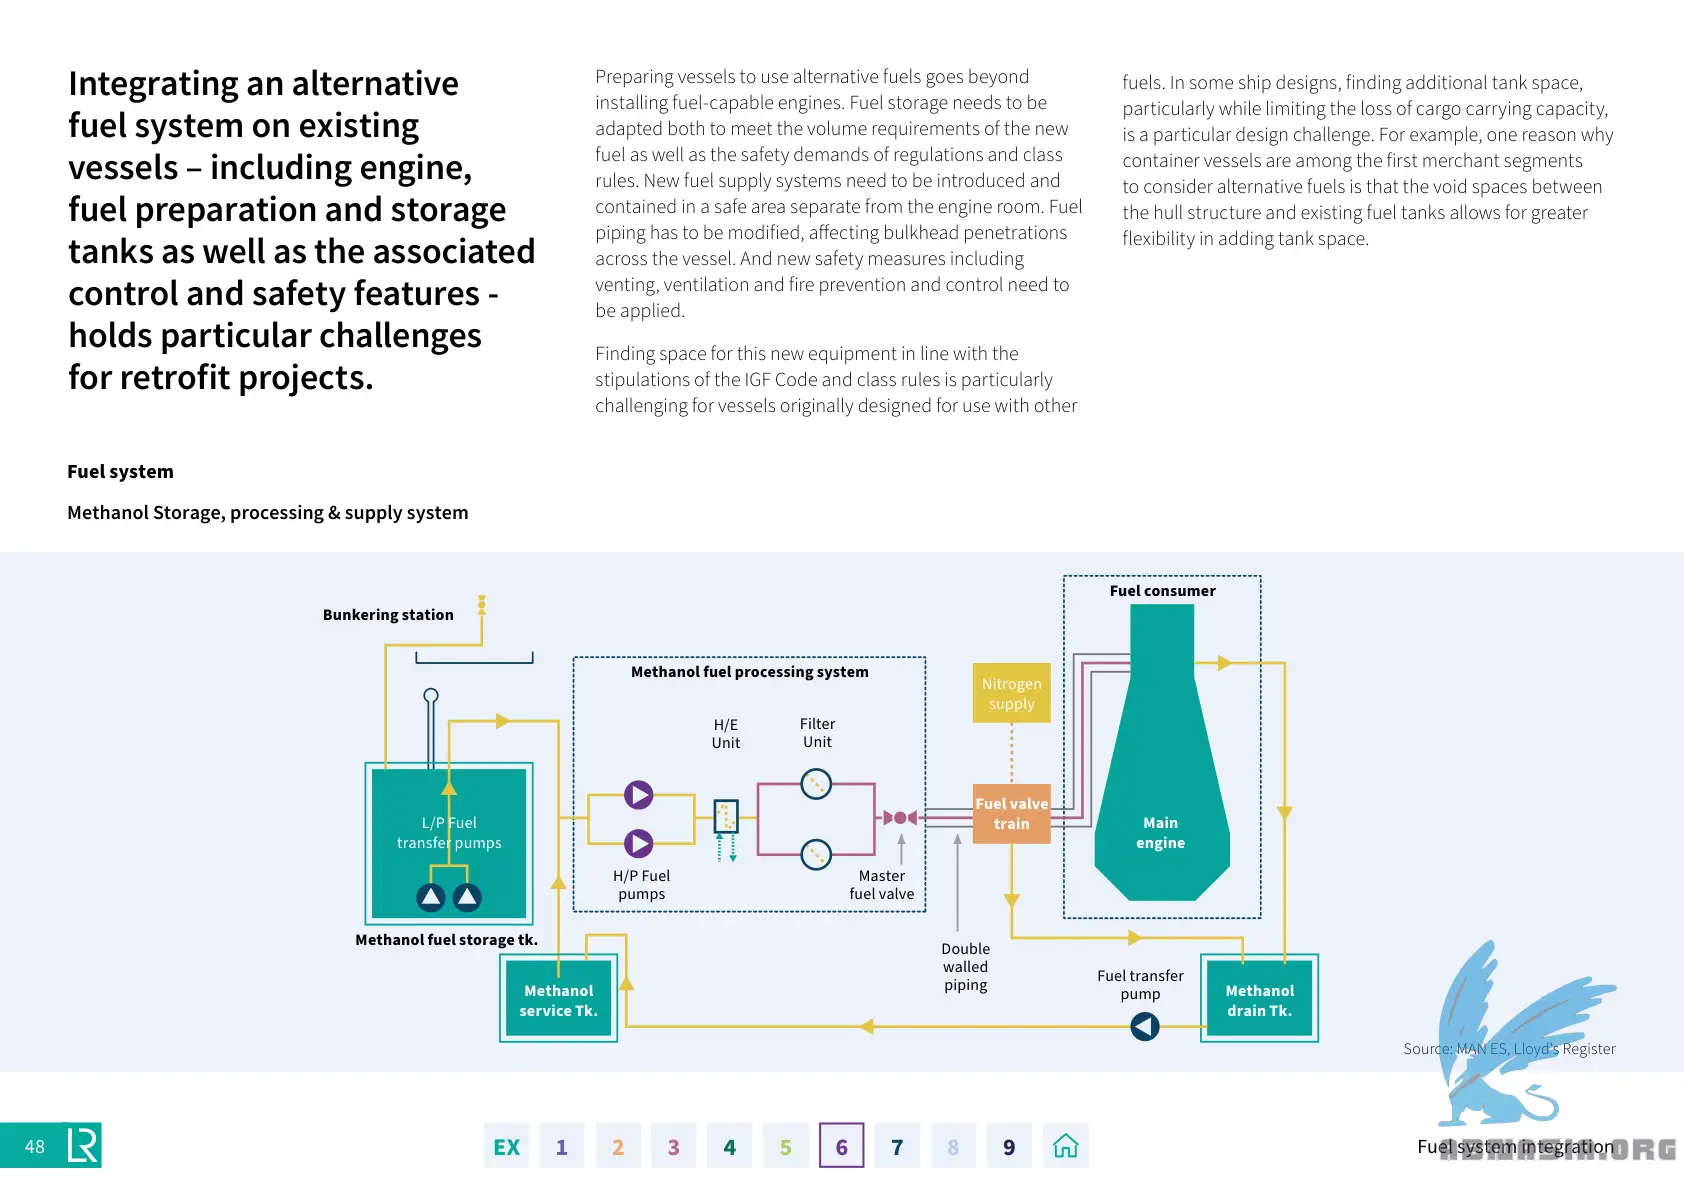 Integrating an alternative
fuel system on existing
vessels – including engine,
fuel preparation and storage
tanks as well as the associated
control and safety features -
holds particular challenges
for retrofit projects.
Preparing vessels to use alternative fuels goes beyond
installing fuel-capable engines. Fuel storage needs to be
adapted both to meet the volume requirements of the new
fuel as well as the safety demands of regulations and class
rules. New fuel supply systems need to be introduced and
contained in a safe area separate from the engine room. Fuel
piping has to be modified, affecting bulkhead penetrations
across the vessel. And new safety measures including
venting, ventilation and fire prevention and control need to
be applied.
Finding space for this new equipment in line with the
stipulations of the IGF Code and class rules is particularly
challenging for vessels originally designed for use with other
fuels. In some ship designs, finding additional tank space,
particularly while limiting the loss of cargo carrying capacity,
is a particular design challenge. For example, one reason why
container vessels are among the first merchant segments
to consider alternative fuels is that the void spaces between
the hull structure and existing fuel tanks allows for greater
flexibility in adding tank space.
Fuel system
Methanol Storage, processing & supply system
Bunkering station
Fuel consumer
Methanol fuel processing system
Nitrogen
supply
H/E
Unit
Filter
Unit
L/P Fuel
transfer pumps
Fuel valve
train
Main
engine
H/P Fuel
pumps
Master
fuel valve
Methanol fuel storage tk.
Double
walled
piping
Fuel transfer
pump
Methanol
service Tk.
Methanol
drain Tk.
Source: MAN ES, Lloyd's Register
48
LR
EX 1 2 3 4 5 6 7 8 9
Fuel system integration